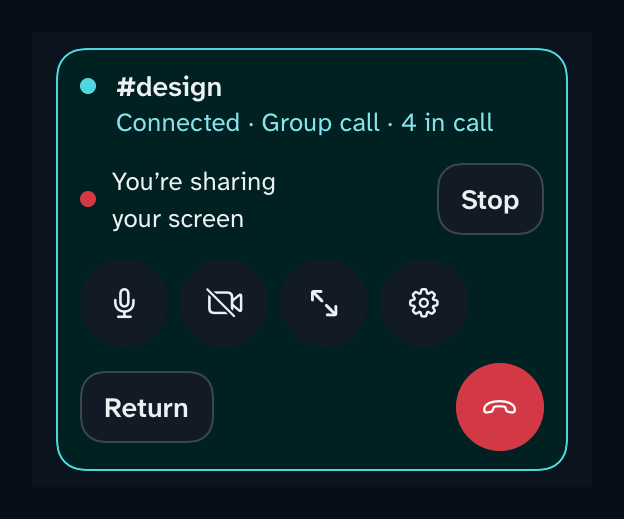 #design
Connected · Group call · 4 in call
You’re sharing
your screen
Stop
Return